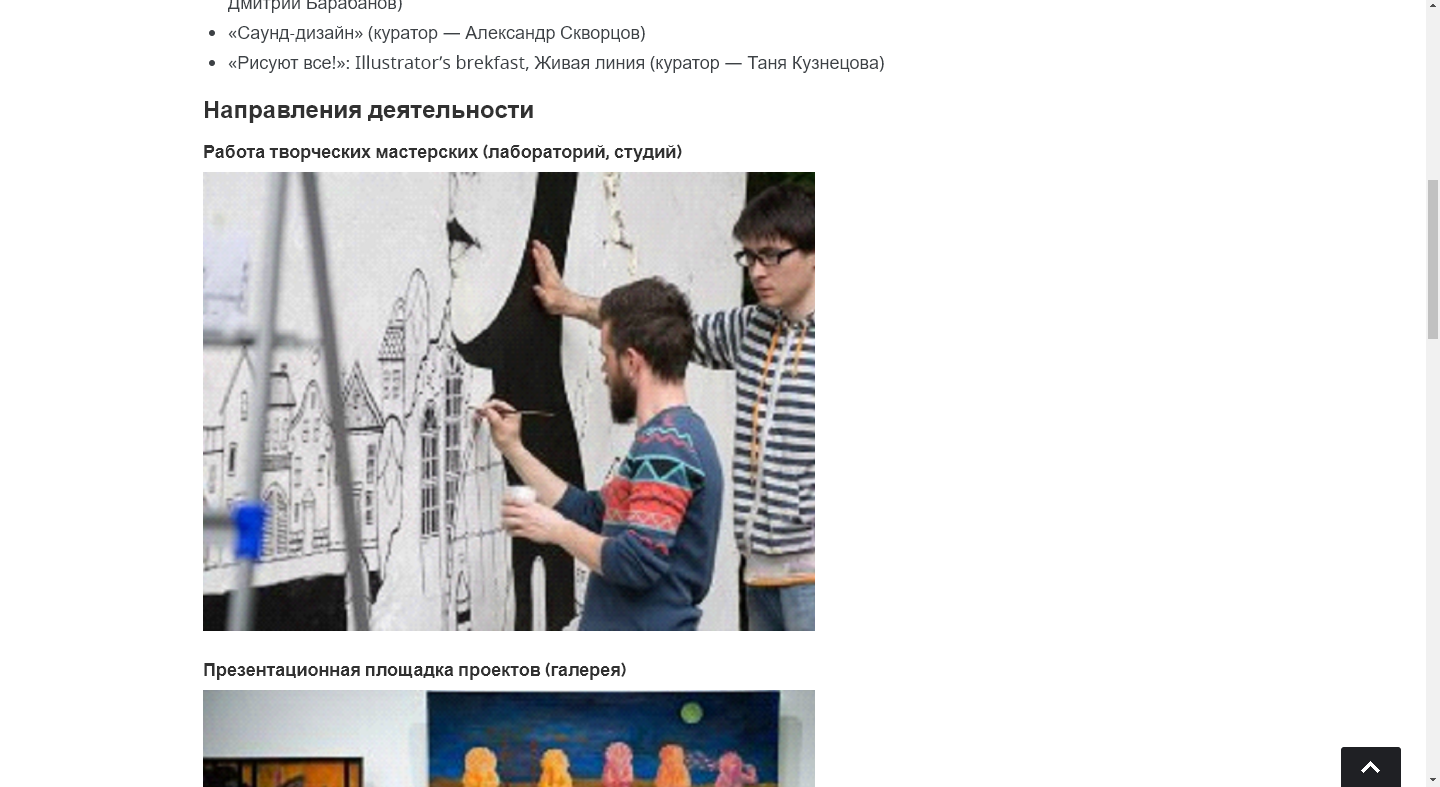 Дмитрий Барабанов)
«Саунд-дизайн» (куратор — Александр Скворцов)
«Рисуют все!»: Illustrator’s brekfast, Живая линия (куратор — Таня Кузнецова)
Направления деятельности
Работа творческих мастерских (лабораторий, студий)
Презентационная площадка проектов (галерея)